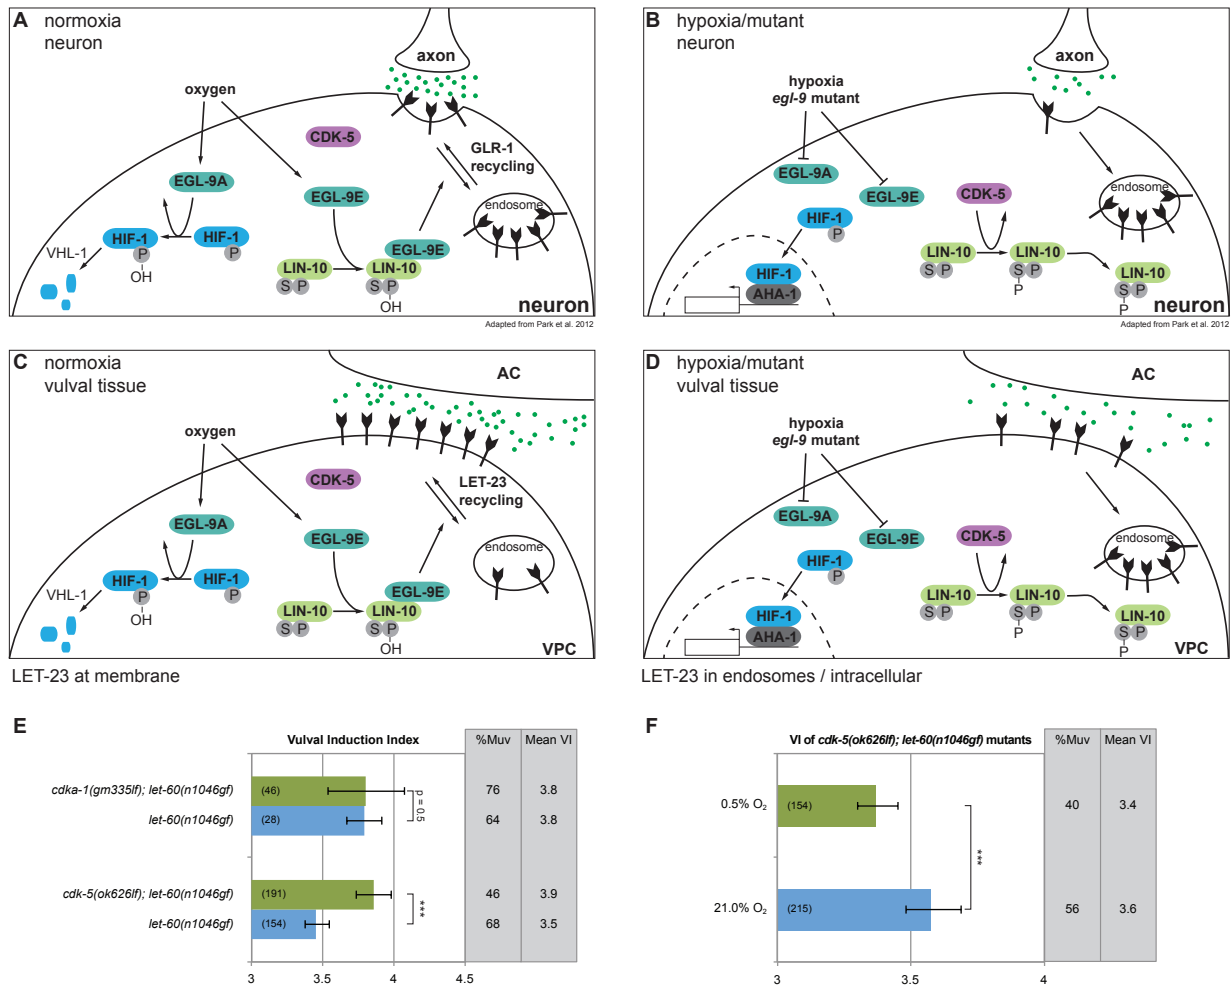 A normoxia
neuron
axon
oxygen
CDK-5
GLR-1
recycling
EGL-9A
EGL-9E
endosome
VHL-1
HIF-1
P
OH
HIF-1
P
EGL-9E
LIN-10
S P
LIN-10
S P
OH
neuron
Adapted from Park et al. 2012
B hypoxia/mutant
neuron
axon
hypoxia
egl-9 mutant
EGL-9A
EGL-9E
CDK-5
endosome
HIF-1
P
LIN-10
S P
LIN-10
S P
P
LIN-10
S P
P
HIF-1
AHA-1
neuron
Adapted from Park et al. 2012
C normoxia
vulval tissue
AC
oxygen
CDK-5
LET-23
recycling
EGL-9A
EGL-9E
endosome
VHL-1
HIF-1
P
OH
HIF-1
P
EGL-9E
LIN-10
S P
LIN-10
S P
OH
VPC
LET-23 at membrane
D hypoxia/mutant
vulval tissue
AC
hypoxia
egl-9 mutant
EGL-9A
EGL-9E
CDK-5
endosome
HIF-1
P
LIN-10
S P
LIN-10
S P
P
LIN-10
S P
P
HIF-1
AHA-1
VPC
LET-23 in endosomes / intracellular
E
Vulval Induction Index %Muv Mean VI
cdka-1(gm335lf); let-60(n1046gf) (46) 76 3.8
p = 0.5
let-60(n1046gf) (28) 64 3.8
cdk-5(ok626lf); let-60(n1046gf) (191) 46 3.9
***
let-60(n1046gf) (154) 68 3.5
3 3.5 4 4.5
F
VI of cdk-5(ok626lf); let-60(n1046gf) mutants %Muv Mean VI
0.5% O₂ (154) 40 3.4
***
21.0% O₂ (215) 56 3.6
3 3.5 4